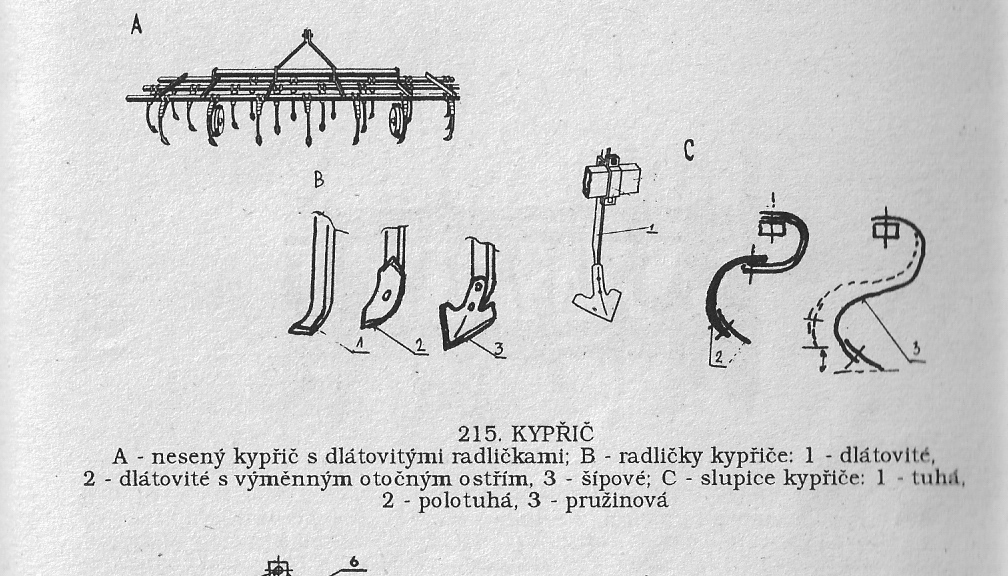 A
B
C
1
1
2
3
2
3
215. KYPŘIČ
A - nesený kypřič s dlátovitými radličkami; B - radličky kypřiče: 1 - dlátovité,
2 - dlátovité s výměnným otočným ostřím, 3 - šípové; C - slupice kypřiče: 1 - tuhá,
2 - polotuhá, 3 - pružinová
6